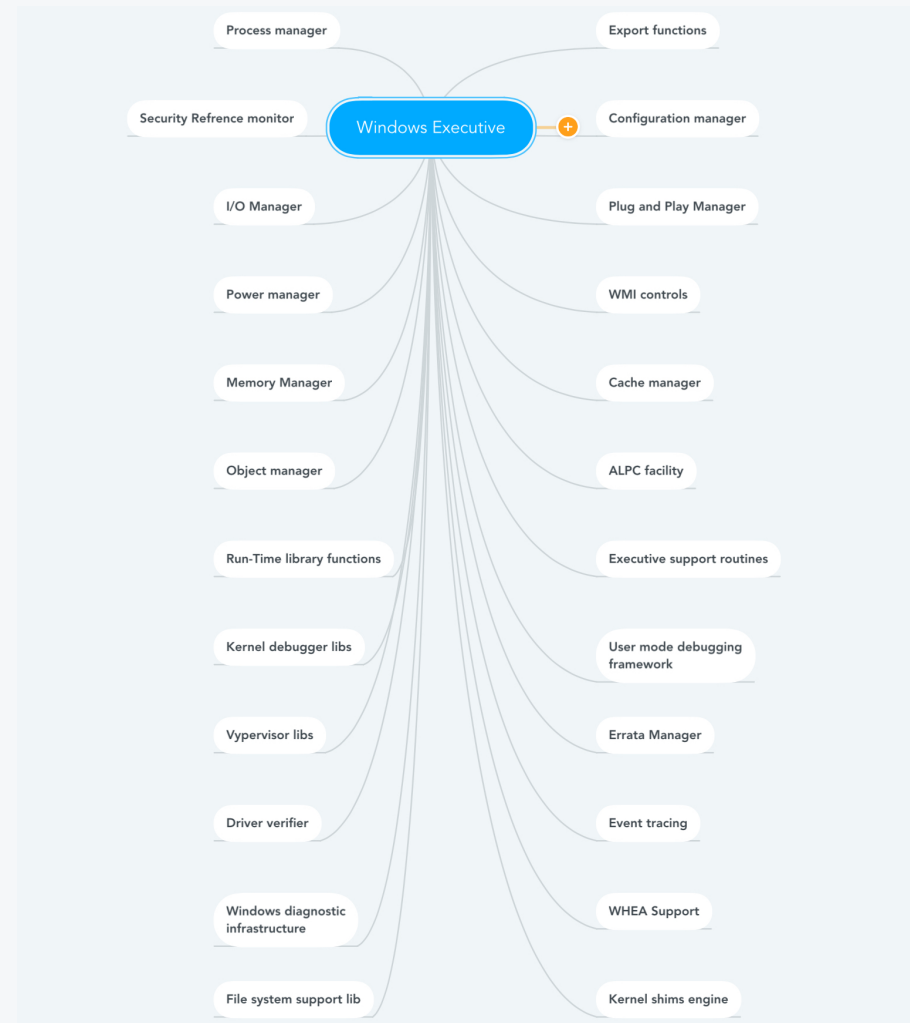 Process manager
Export functions
Security Refrence monitor
Windows Executive
+
Configuration manager
I/O Manager
Plug and Play Manager
Power manager
WMI controls
Memory Manager
Cache manager
Object manager
ALPC facility
Run-Time library functions
Executive support routines
Kernel debugger libs
User mode debugging
framework
Vypervisor libs
Errata Manager
Driver verifier
Event tracing
Windows diagnostic
infrastructure
WHEA Support
File system support lib
Kernel shims engine